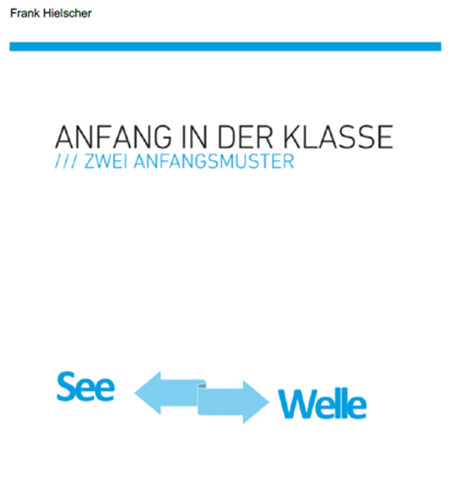 Frank Hielscher
ANFANG IN DER KLASSE
/// ZWEI ANFANGSMUSTER
See
Welle